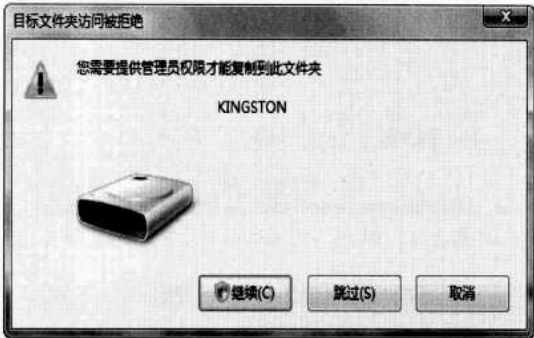 目标文件夹访问被拒绝
您需要提供管理员权限才能复制到此文件夹
KINGSTON
继续(C)
跳过(S)
取消